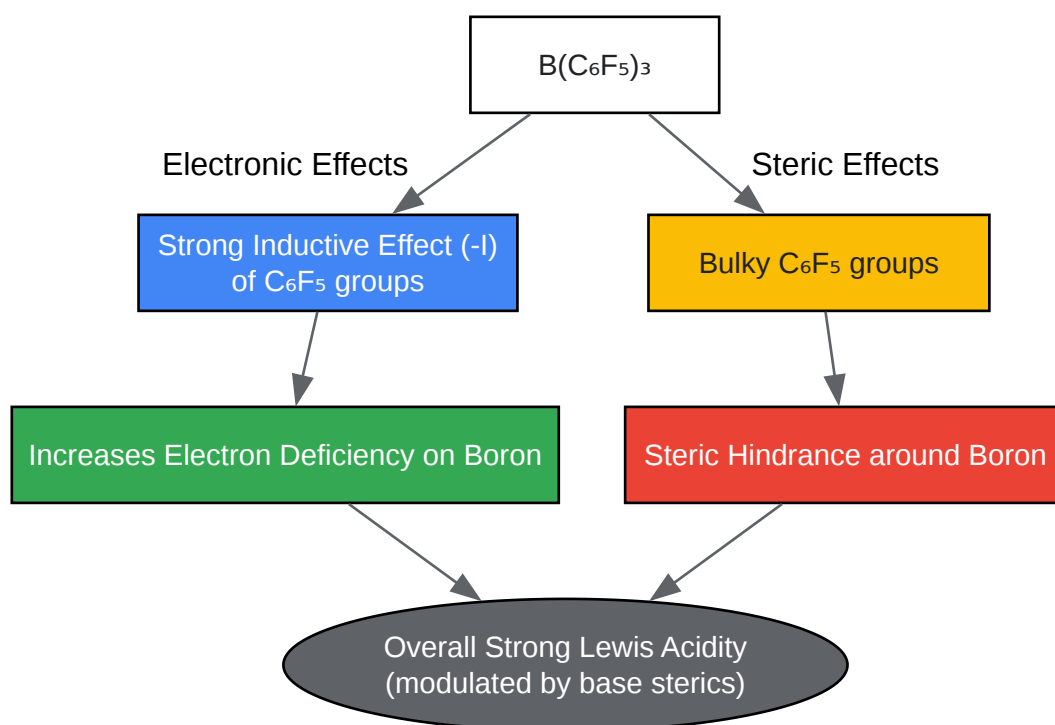 B(C₆F₅)₃
Electronic Effects
Steric Effects
Strong Inductive Effect (-I)
of C₆F₅ groups
Bulky C₆F₅ groups
Increases Electron Deficiency on Boron
Steric Hindrance around Boron
Overall Strong Lewis Acidity
(modulated by base sterics)